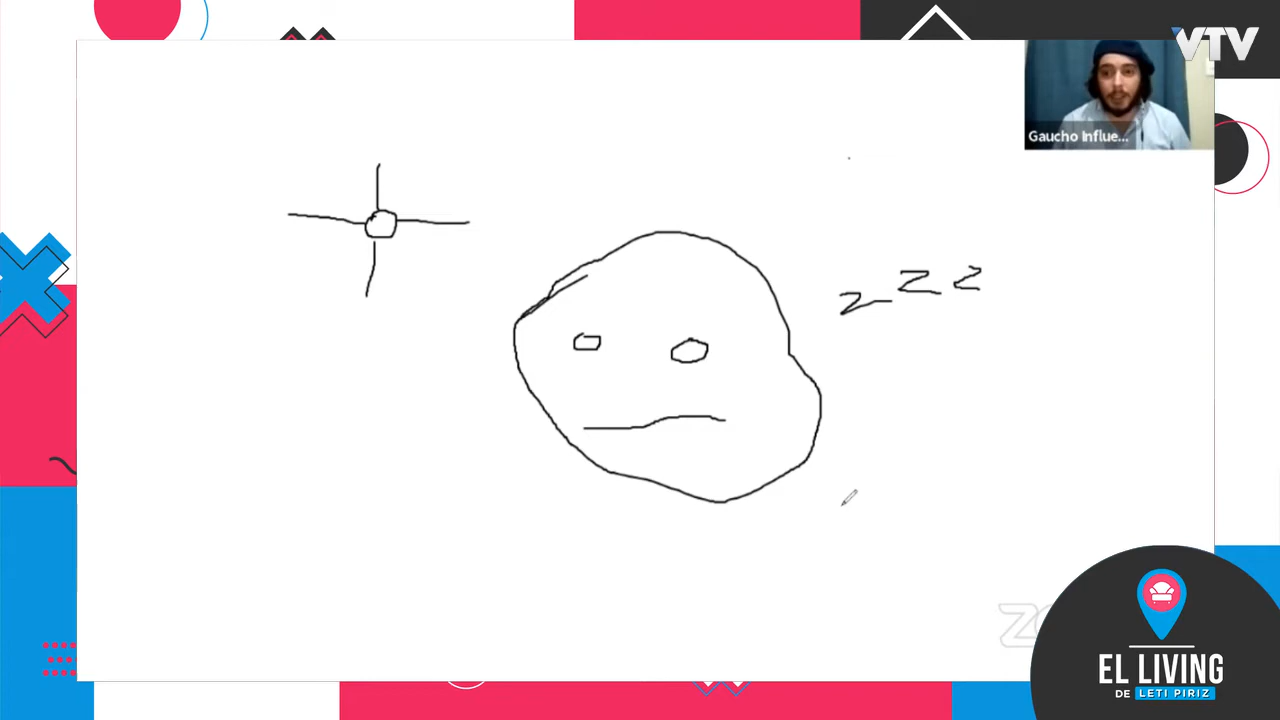 VTV
Gaucho Influe...
z z z
EL LIVING
DE LETI PIRIZ